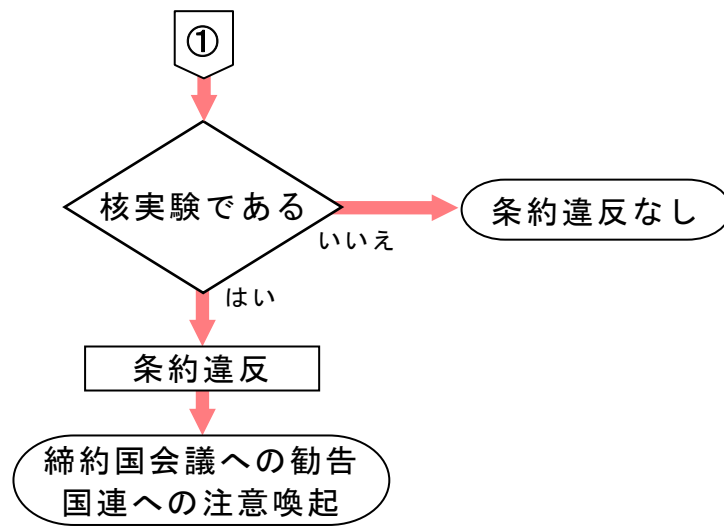 ①
核実験である
条約違反なし
いいえ
はい
条約違反
締約国会議への勧告
国連への注意喚起